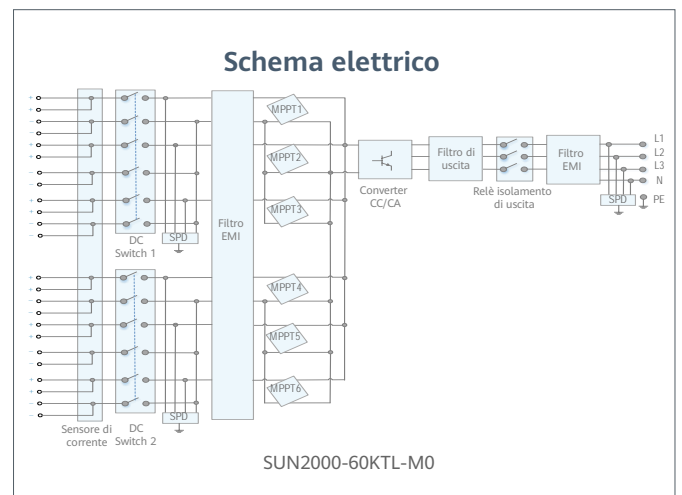 Schema elettrico
MPPT1
MPPT2
MPPT3
MPPT4
MPPT5
MPPT6
SPD
DC
Switch 1
Filtro
EMI
Converter
CC/CA
Filtro di
uscita
Relè isolamento
di uscita
Filtro
EMI
L1
L2
L3
N
SPD
PE
SPD
Sensore di
corrente
DC
Switch 2
SUN2000-60KTL-M0